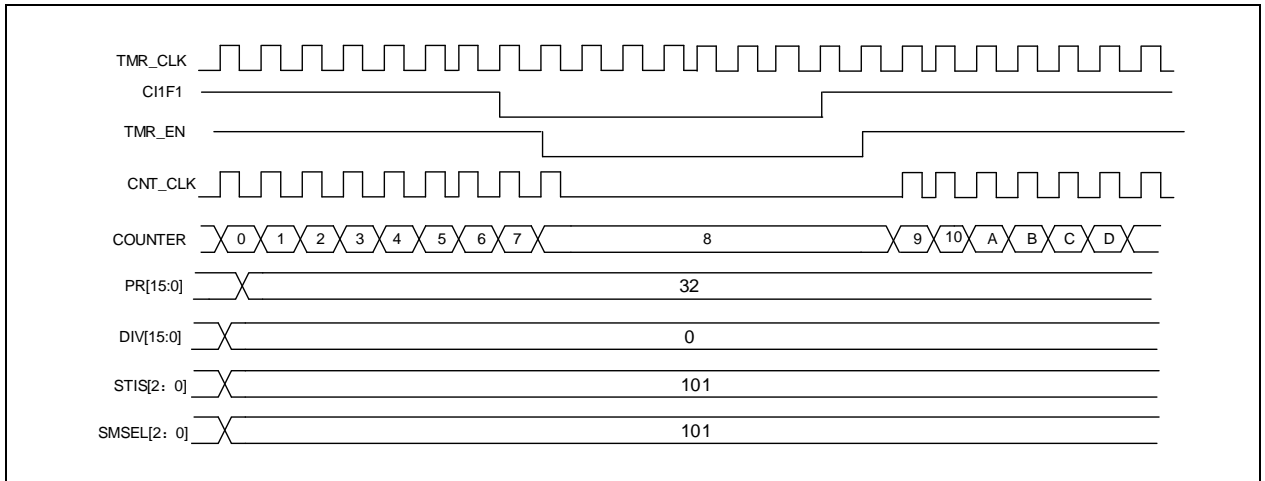 TMR_CLK
CI1F1
TMR_EN
CNT_CLK
COUNTER 0 1 2 3 4 5 6 7 8 9 10 A B C D
PR[15:0] 32
DIV[15:0] 0
STIS[2：0] 101
SMSEL[2：0] 101